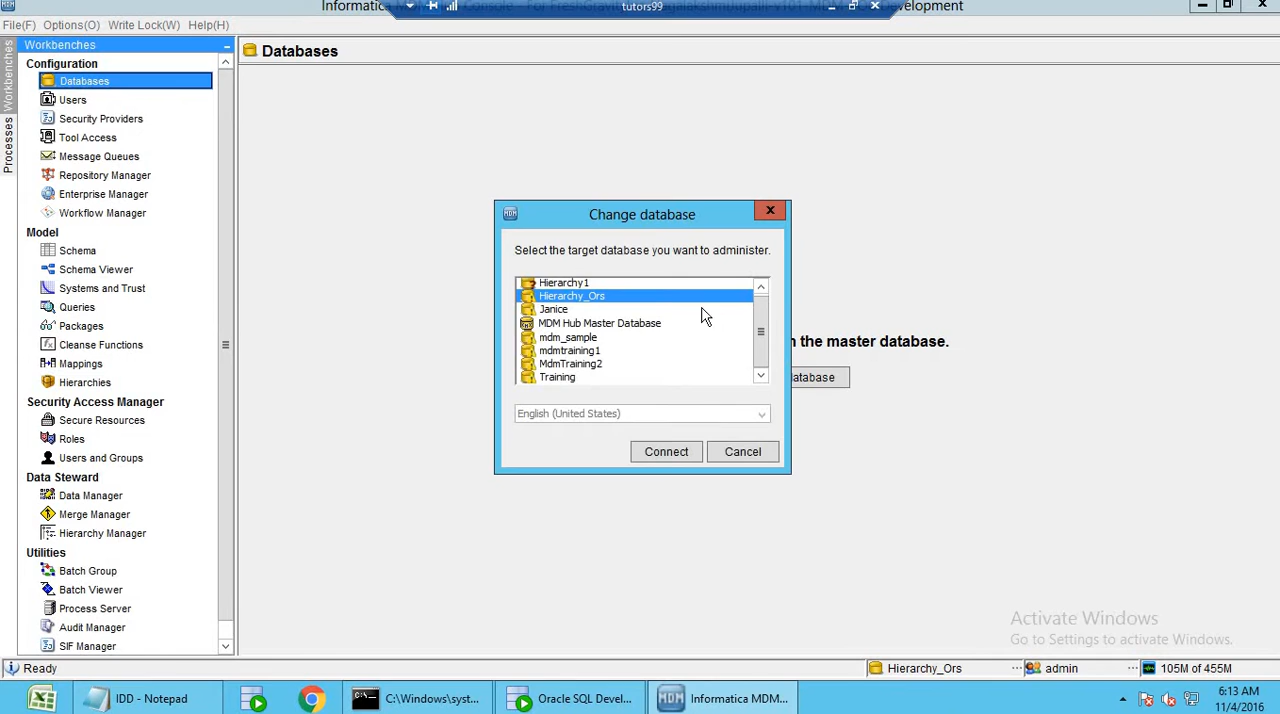 tutors99
Informatica MDM
Development
File(F) Options(O) Write Lock(W) Help(H)
Workbenches
Processes
Workbenches
Configuration
Databases
Users
Security Providers
Tool Access
Message Queues
Repository Manager
Enterprise Manager
Workflow Manager
Model
Schema
Schema Viewer
Systems and Trust
Queries
Packages
Cleanse Functions
Mappings
Hierarchies
Security Access Manager
Secure Resources
Roles
Users and Groups
Data Steward
Data Manager
Merge Manager
Hierarchy Manager
Utilities
Batch Group
Batch Viewer
Process Server
Audit Manager
SIF Manager
Databases
Change database
Select the target database you want to administer.
Hierarchy1
Hierarchy_Ors
Janice
MDM Hub Master Database
mdm_sample
mdmtraining1
MdmTraining2
Training
English (United States)
Connect Cancel
the master database.
Activate Windows
Go to Settings to activate Windows.
Ready
Hierarchy_Ors
admin
105M of 455M
IDD - Notepad
C:\Windows\syst...
Oracle SQL Devel...
Informatica MDM...
6:13 AM
11/4/2016